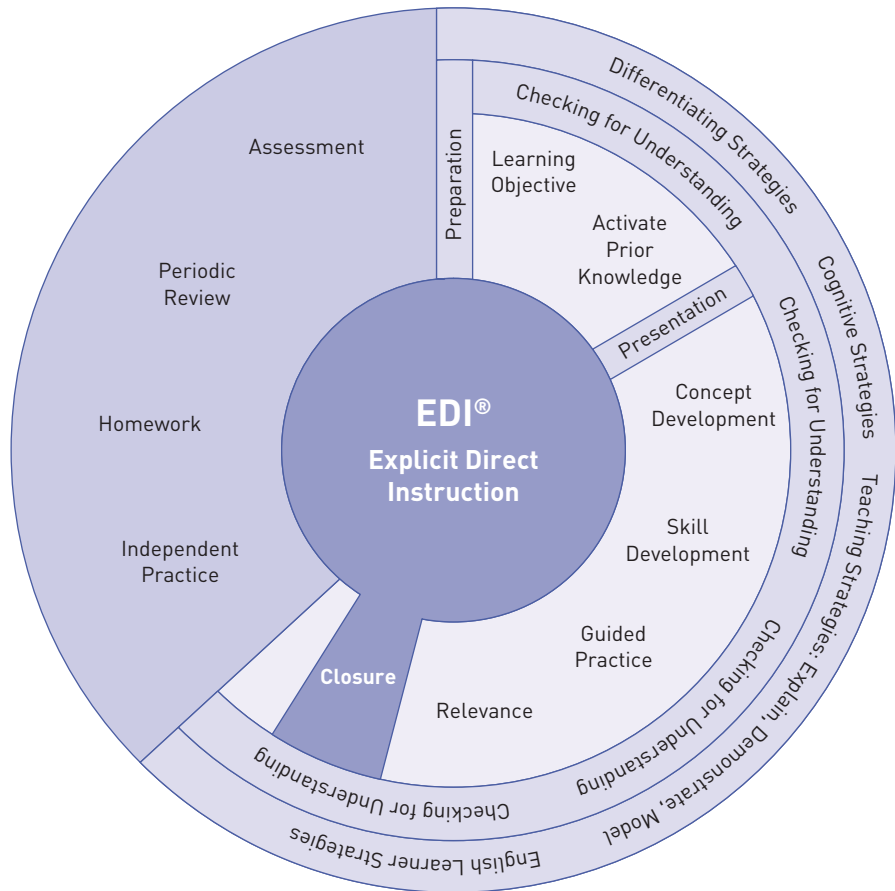 EDI®
Explicit Direct
Instruction
Preparation
Learning
Objective
Activate
Prior
Knowledge
Presentation
Concept
Development
Skill
Development
Guided
Practice
Relevance
Closure
Independent
Practice
Homework
Periodic
Review
Assessment
Checking for Understanding
Checking for Understanding
Checking for Understanding
Checking for Understanding
Differentiating Strategies
Cognitive Strategies
Teaching Strategies: Explain, Demonstrate, Model
English Learner Strategies